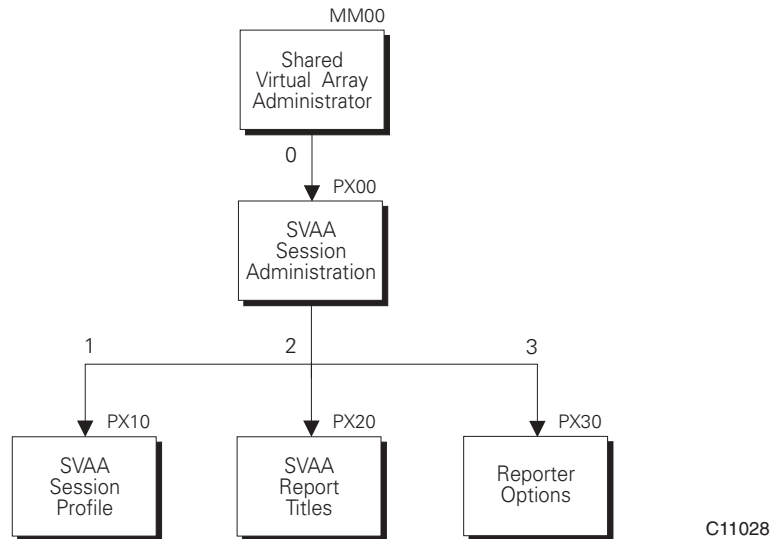 MM00
Shared
Virtual Array
Administrator
0
PX00
SVAA
Session
Administration
1
2
3
PX10
SVAA
Session
Profile
PX20
SVAA
Report
Titles
PX30
Reporter
Options
C11028